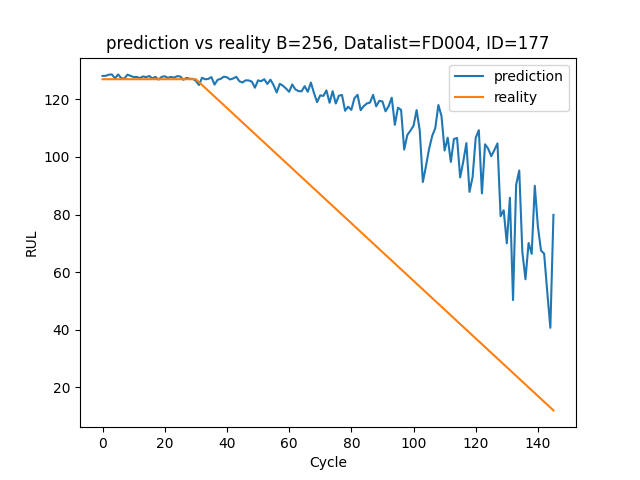 prediction vs reality B=256, Datalist=FD004, ID=177
prediction
reality
RUL
120
100
80
60
40
20
0 20 40 60 80 100 120 140
Cycle